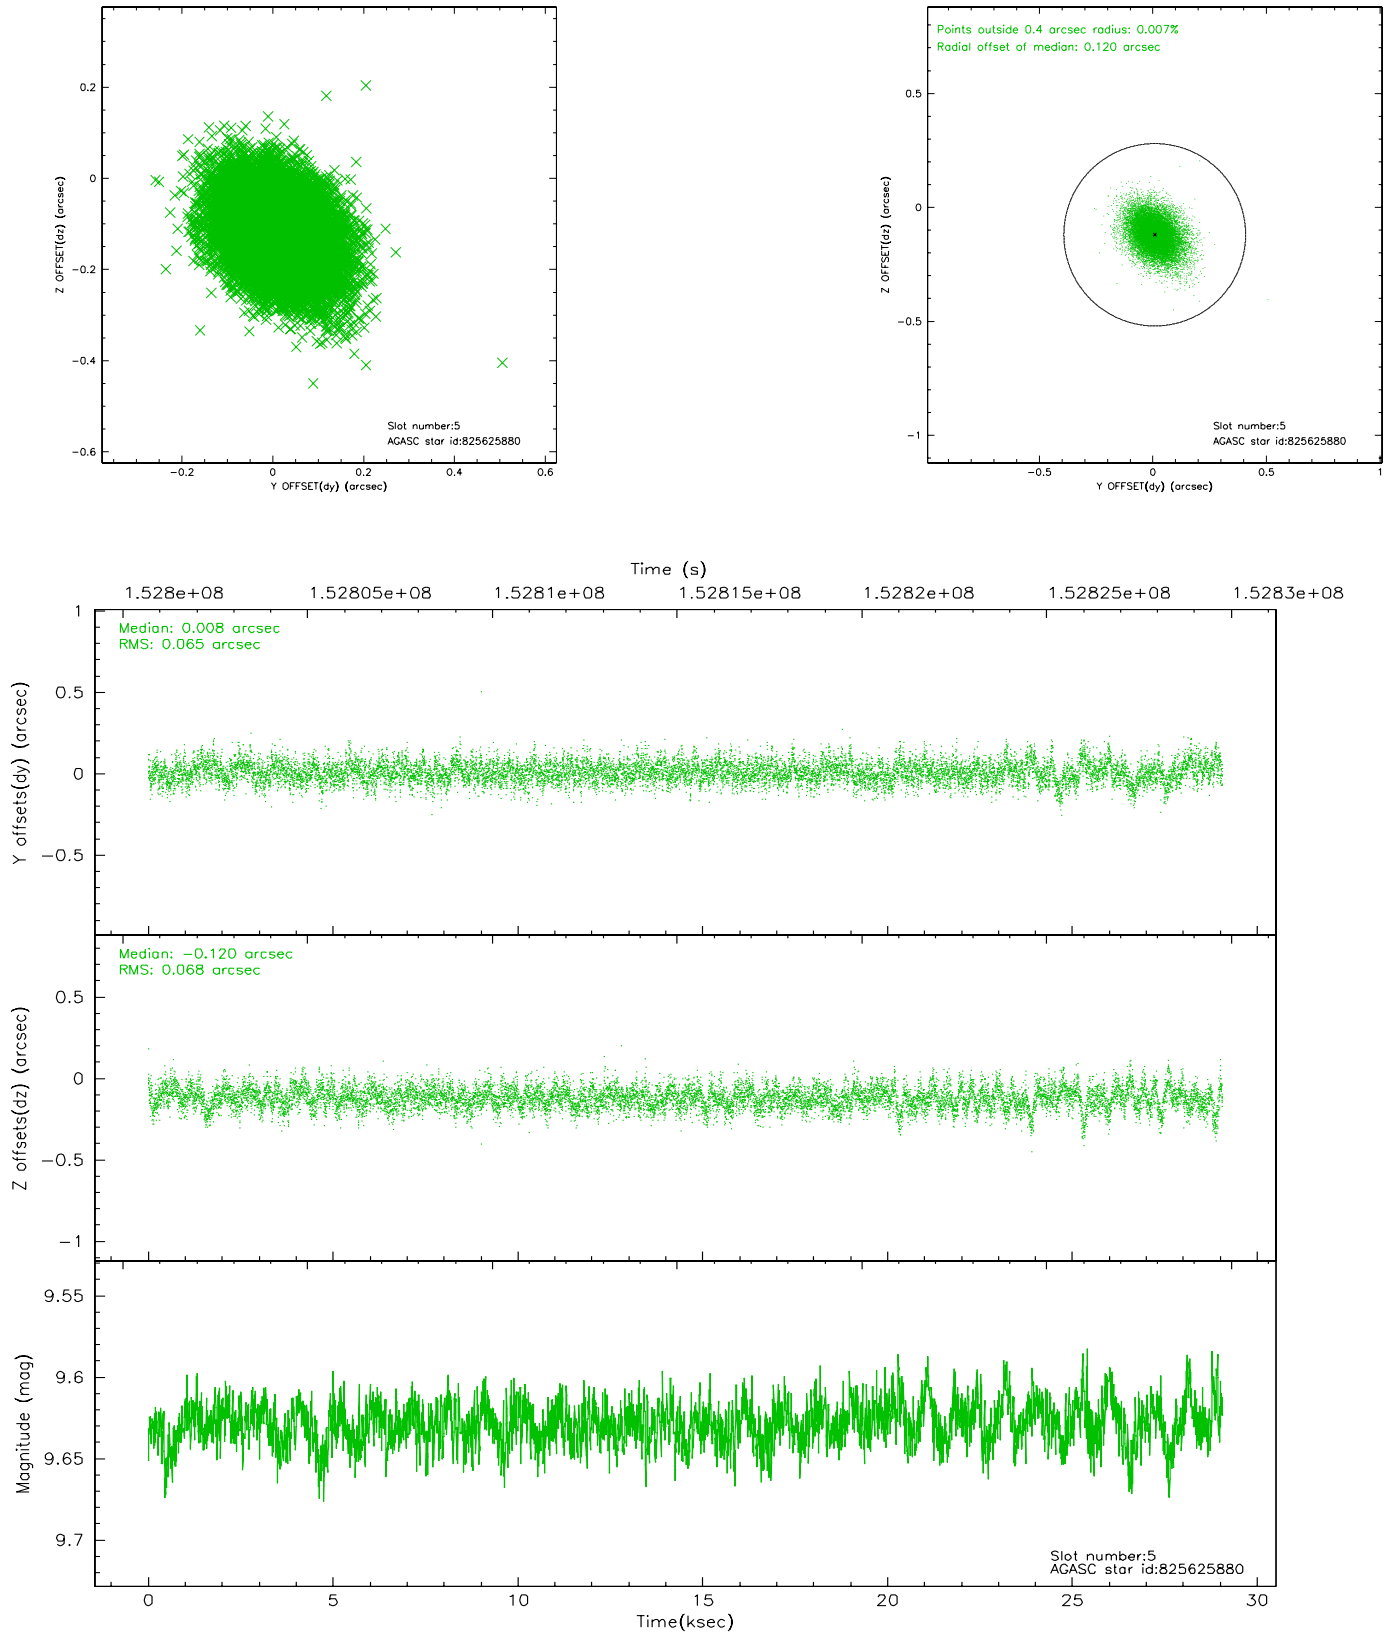 0.2
0
−0.2
−0.4
−0.6
Z OFFSET(dz) (arcsec)
−0.2 0 0.2 0.4 0.6
Y OFFSET(dy) (arcsec)
Slot number:5
AGASC star id:825625880
Points outside 0.4 arcsec radius: 0.007%
Radial offset of median: 0.120 arcsec
0.5
0
−0.5
−1
Z OFFSET(dz) (arcsec)
−0.5 0 0.5 1
Y OFFSET(dy) (arcsec)
Slot number:5
AGASC star id:825625880
Time (s)
1.528e+08 1.52805e+08 1.5281e+08 1.52815e+08 1.5282e+08 1.52825e+08 1.5283e+08
Median: 0.008 arcsec
RMS: 0.065 arcsec
1
0.5
0
−0.5
Y offsets(dy) (arcsec)
Median: −0.120 arcsec
RMS: 0.068 arcsec
0.5
0
−0.5
−1
Z offsets(dz) (arcsec)
9.55
9.6
9.65
9.7
Magnitude (mag)
Slot number:5
AGASC star id:825625880
0 5 10 15 20 25 30
Time(ksec)